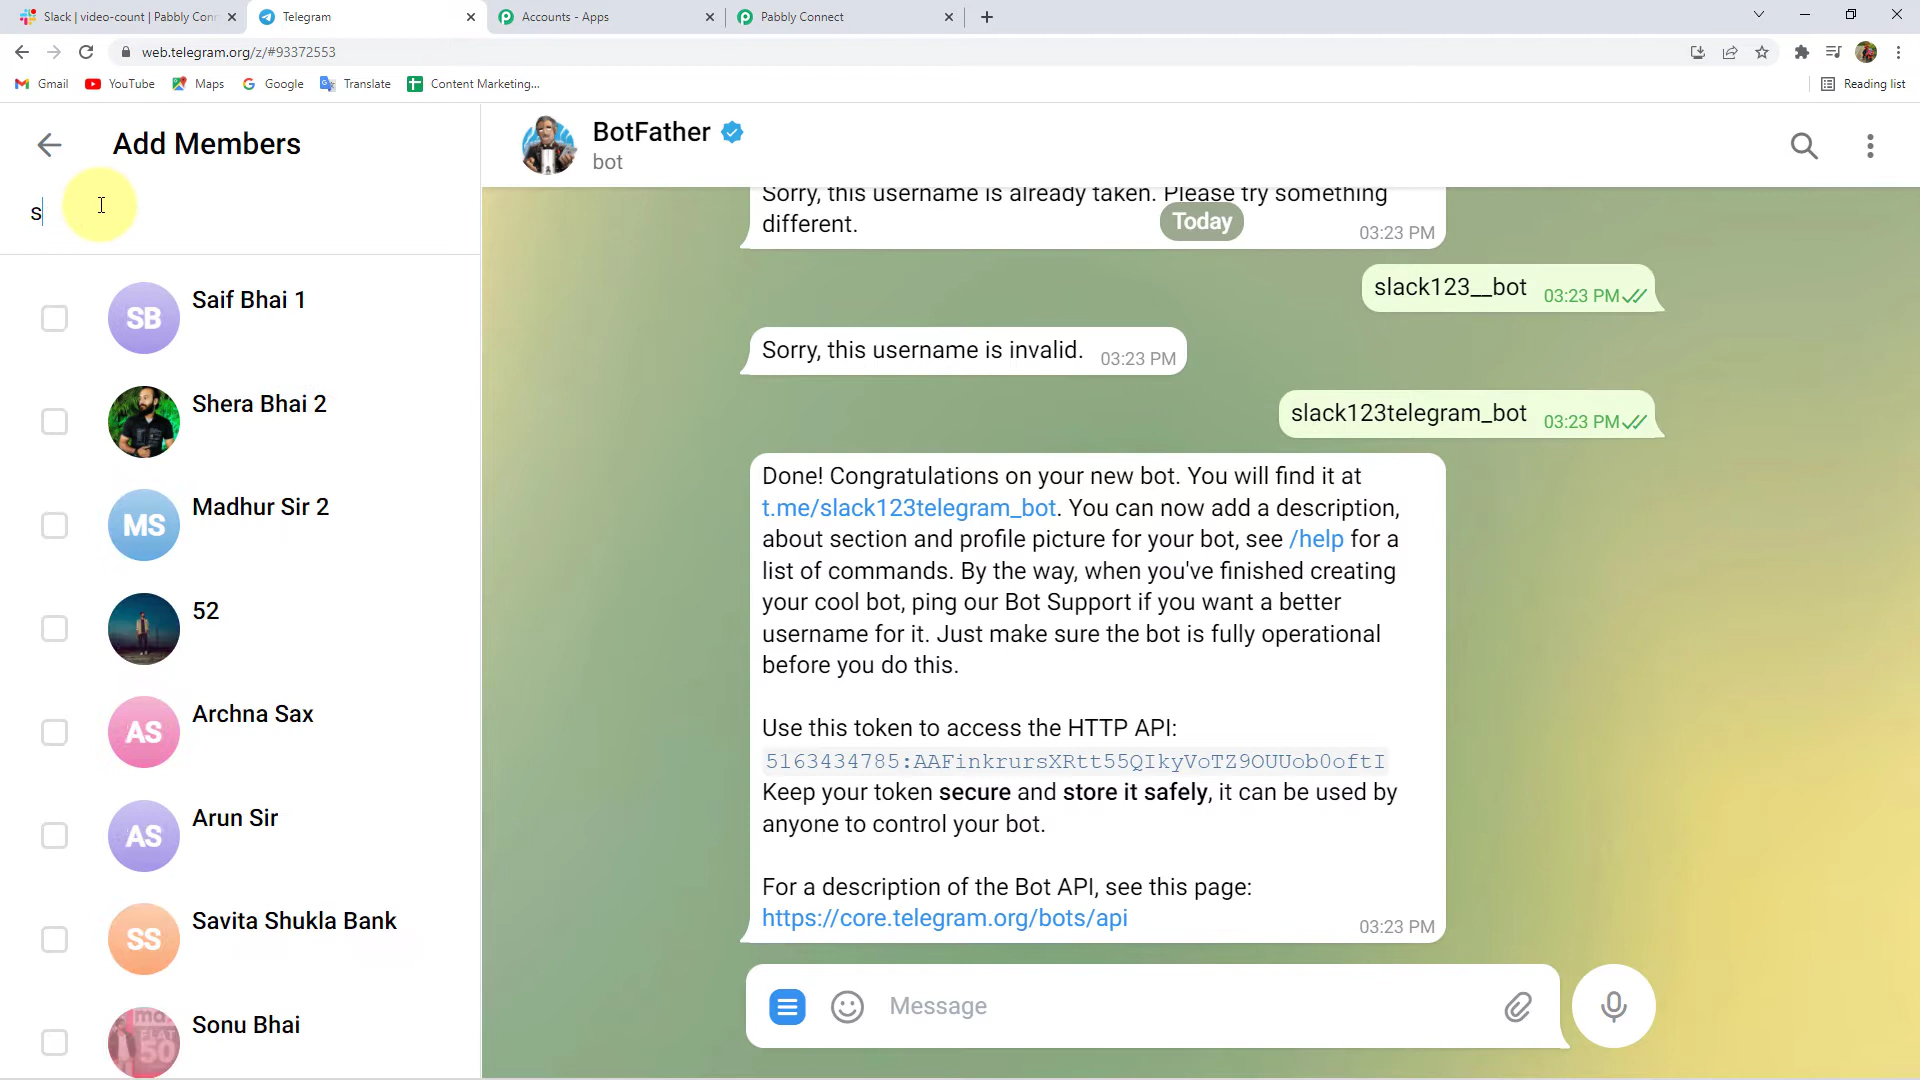 Slack | video-count | Pabbly Conn
Telegram
Accounts - Apps
Pabbly Connect
web.telegram.org/z/#93372553
Gmail
YouTube
Maps
Google
Translate
Content Marketing...
Reading list
Add Members
s
SB
Saif Bhai 1
Shera Bhai 2
MS
Madhur Sir 2
52
AS
Archna Sax
AS
Arun Sir
SS
Savita Shukla Bank
Sonu Bhai
FLAT
50
BotFather
bot
Sorry, this username is already taken. Please try something
different.
03:23 PM
Today
slack123__bot
03:23 PM
Sorry, this username is invalid.
03:23 PM
slack123telegram_bot
03:23 PM
Done! Congratulations on your new bot. You will find it at
t.me/slack123telegram_bot. You can now add a description,
about section and profile picture for your bot, see /help for a
list of commands. By the way, when you've finished creating
your cool bot, ping our Bot Support if you want a better
username for it. Just make sure the bot is fully operational
before you do this.
Use this token to access the HTTP API:
5163434785:AAFinkrursXRtt55QIkyVoTZ9OUUob0oftI
Keep your token secure and store it safely, it can be used by
anyone to control your bot.
For a description of the Bot API, see this page:
https://core.telegram.org/bots/api
03:23 PM
Message